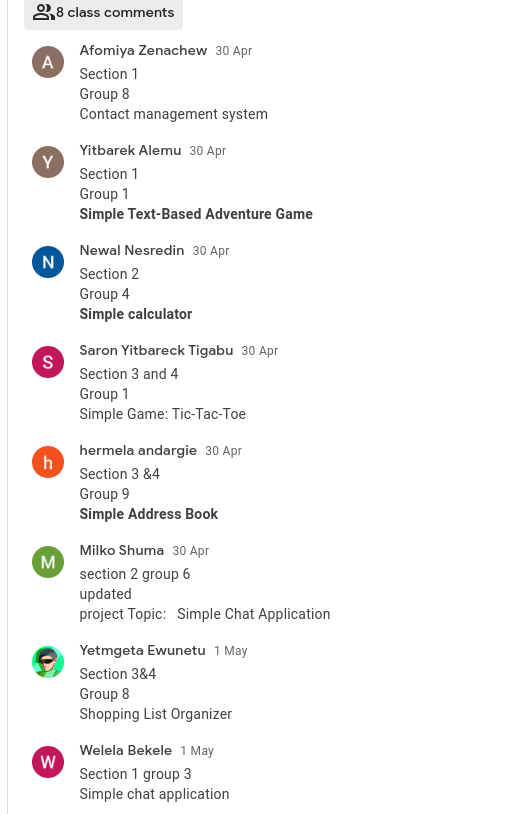 8 class comments
A
Afomiya Zenachew 30 Apr
Section 1
Group 8
Contact management system
Y
Yitbarek Alemu 30 Apr
Section 1
Group 1
Simple Text-Based Adventure Game
N
Newal Nesredin 30 Apr
Section 2
Group 4
Simple calculator
S
Saron Yitbareck Tigabu 30 Apr
Section 3 and 4
Group 1
Simple Game: Tic-Tac-Toe
h
hermela andargie 30 Apr
Section 3 &4
Group 9
Simple Address Book
M
Milko Shuma 30 Apr
section 2 group 6
updated
project Topic: Simple Chat Application
Yetmgeta Ewunetu 1 May
Section 3&4
Group 8
Shopping List Organizer
W
Welela Bekele 1 May
Section 1 group 3
Simple chat application